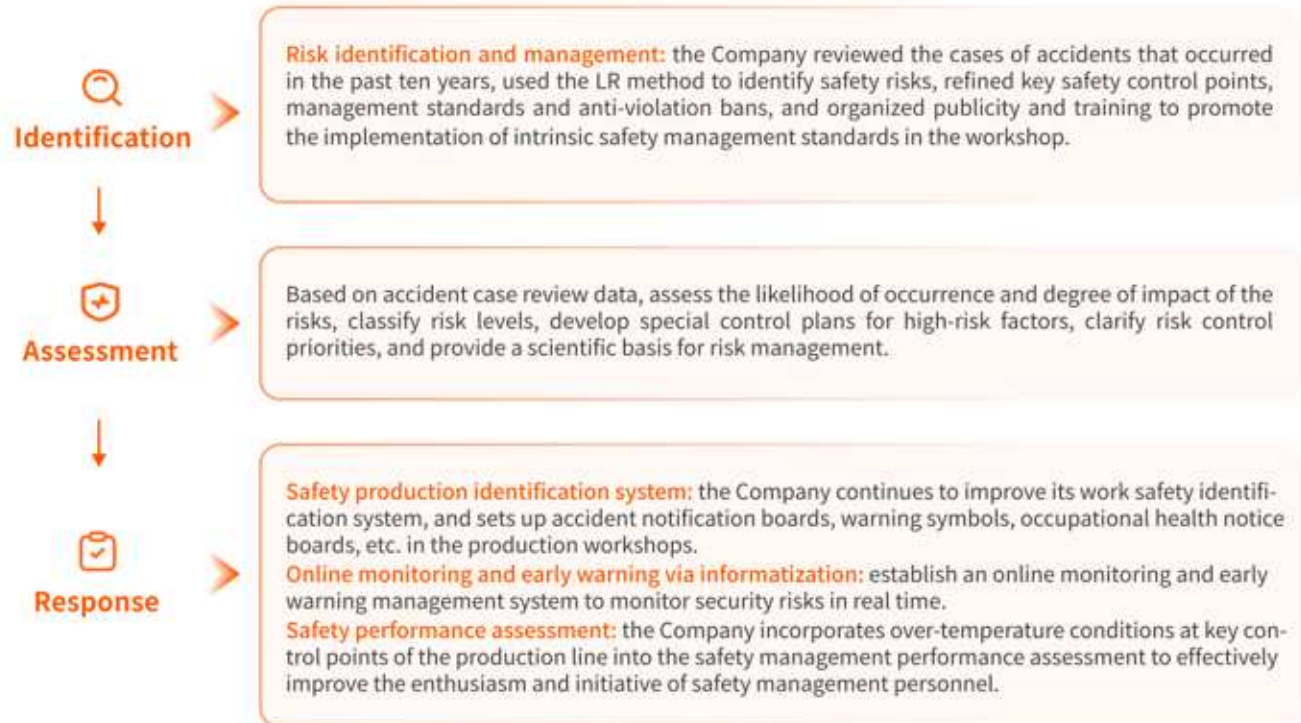 Identification
Risk identification and management: the Company reviewed the cases of accidents that occurred
in the past ten years, used the LR method to identify safety risks, refined key safety control points,
management standards and anti-violation bans, and organized publicity and training to promote
the implementation of intrinsic safety management standards in the workshop.
Assessment
Based on accident case review data, assess the likelihood of occurrence and degree of impact of the
risks, classify risk levels, develop special control plans for high-risk factors, clarify risk control
priorities, and provide a scientific basis for risk management.
Response
Safety production identification system: the Company continues to improve its work safety identifi-
cation system, and sets up accident notification boards, warning symbols, occupational health notice
boards, etc. in the production workshops.
Online monitoring and early warning via informatization: establish an online monitoring and early
warning management system to monitor security risks in real time.
Safety performance assessment: the Company incorporates over-temperature conditions at key con-
trol points of the production line into the safety management performance assessment to effectively
improve the enthusiasm and initiative of safety management personnel.